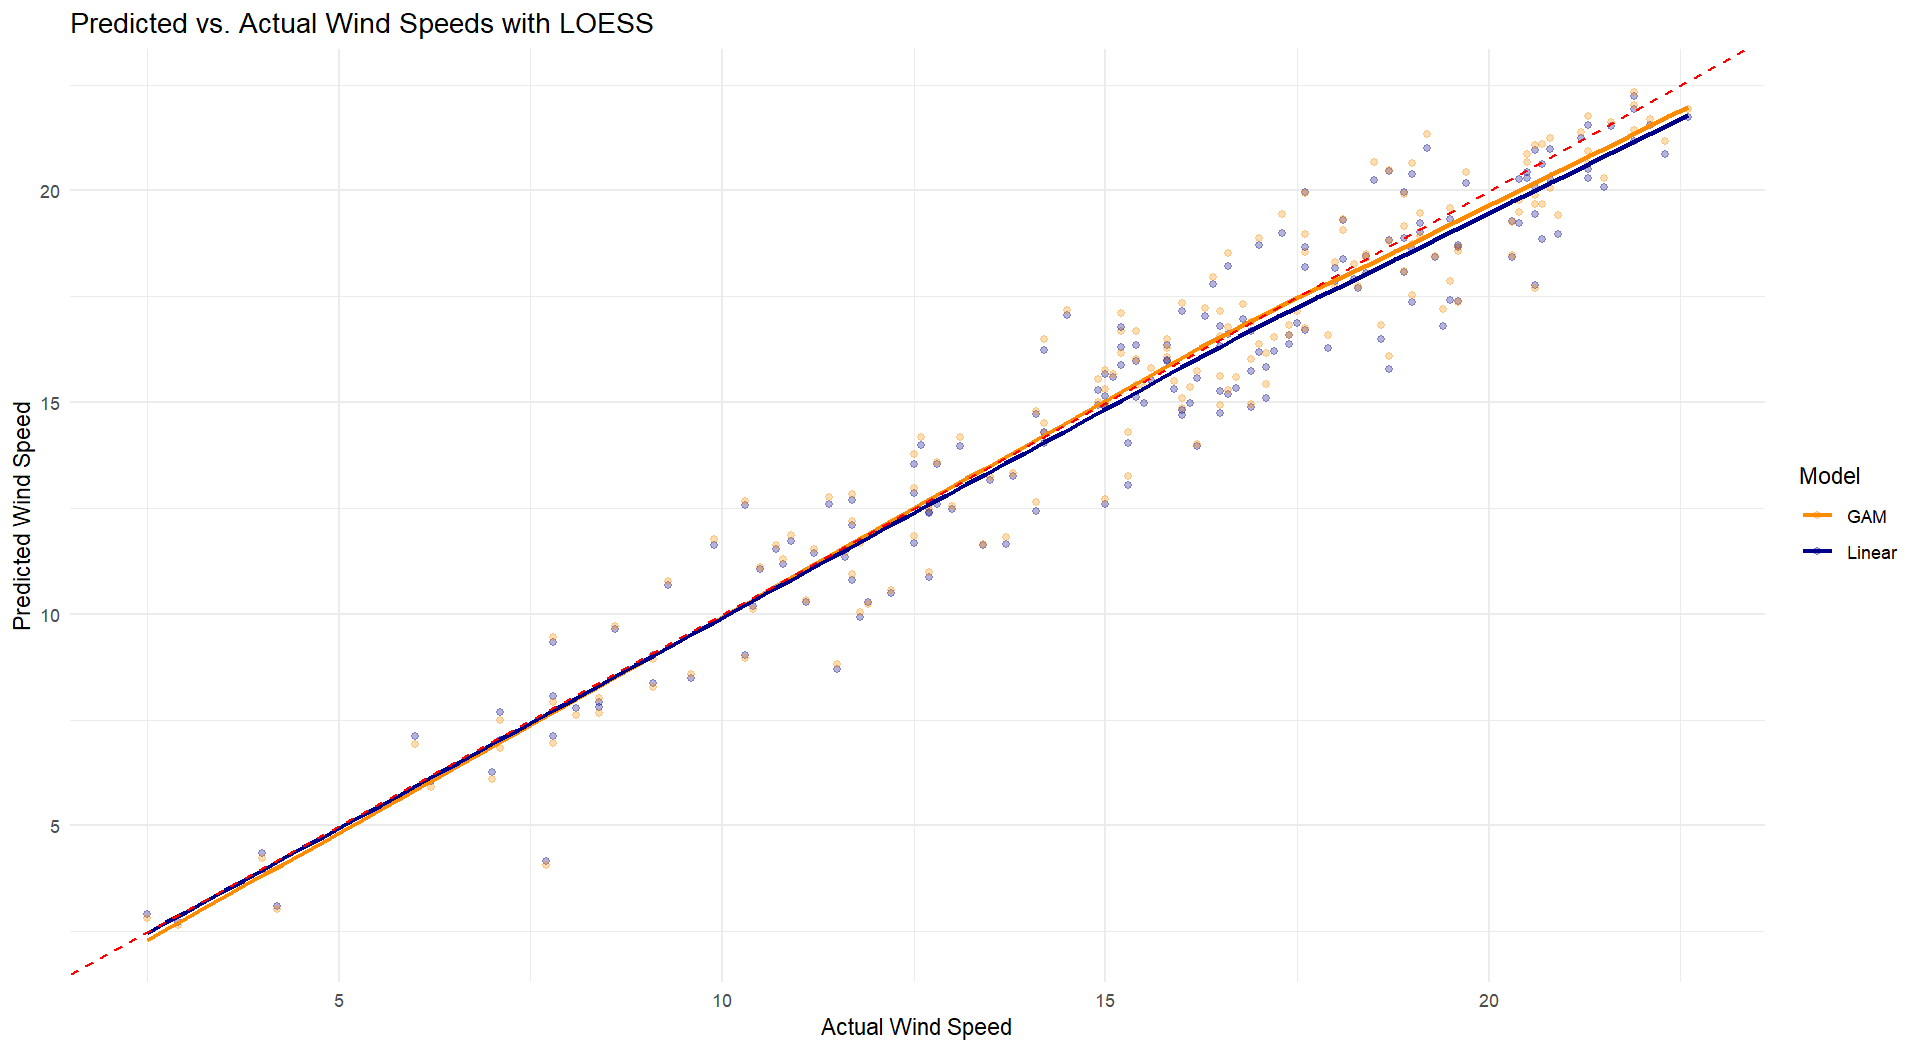 Predicted vs. Actual Wind Speeds with LOESS
Predicted Wind Speed
20
15
10
5
5
10
15
20
Actual Wind Speed
Model
GAM
Linear